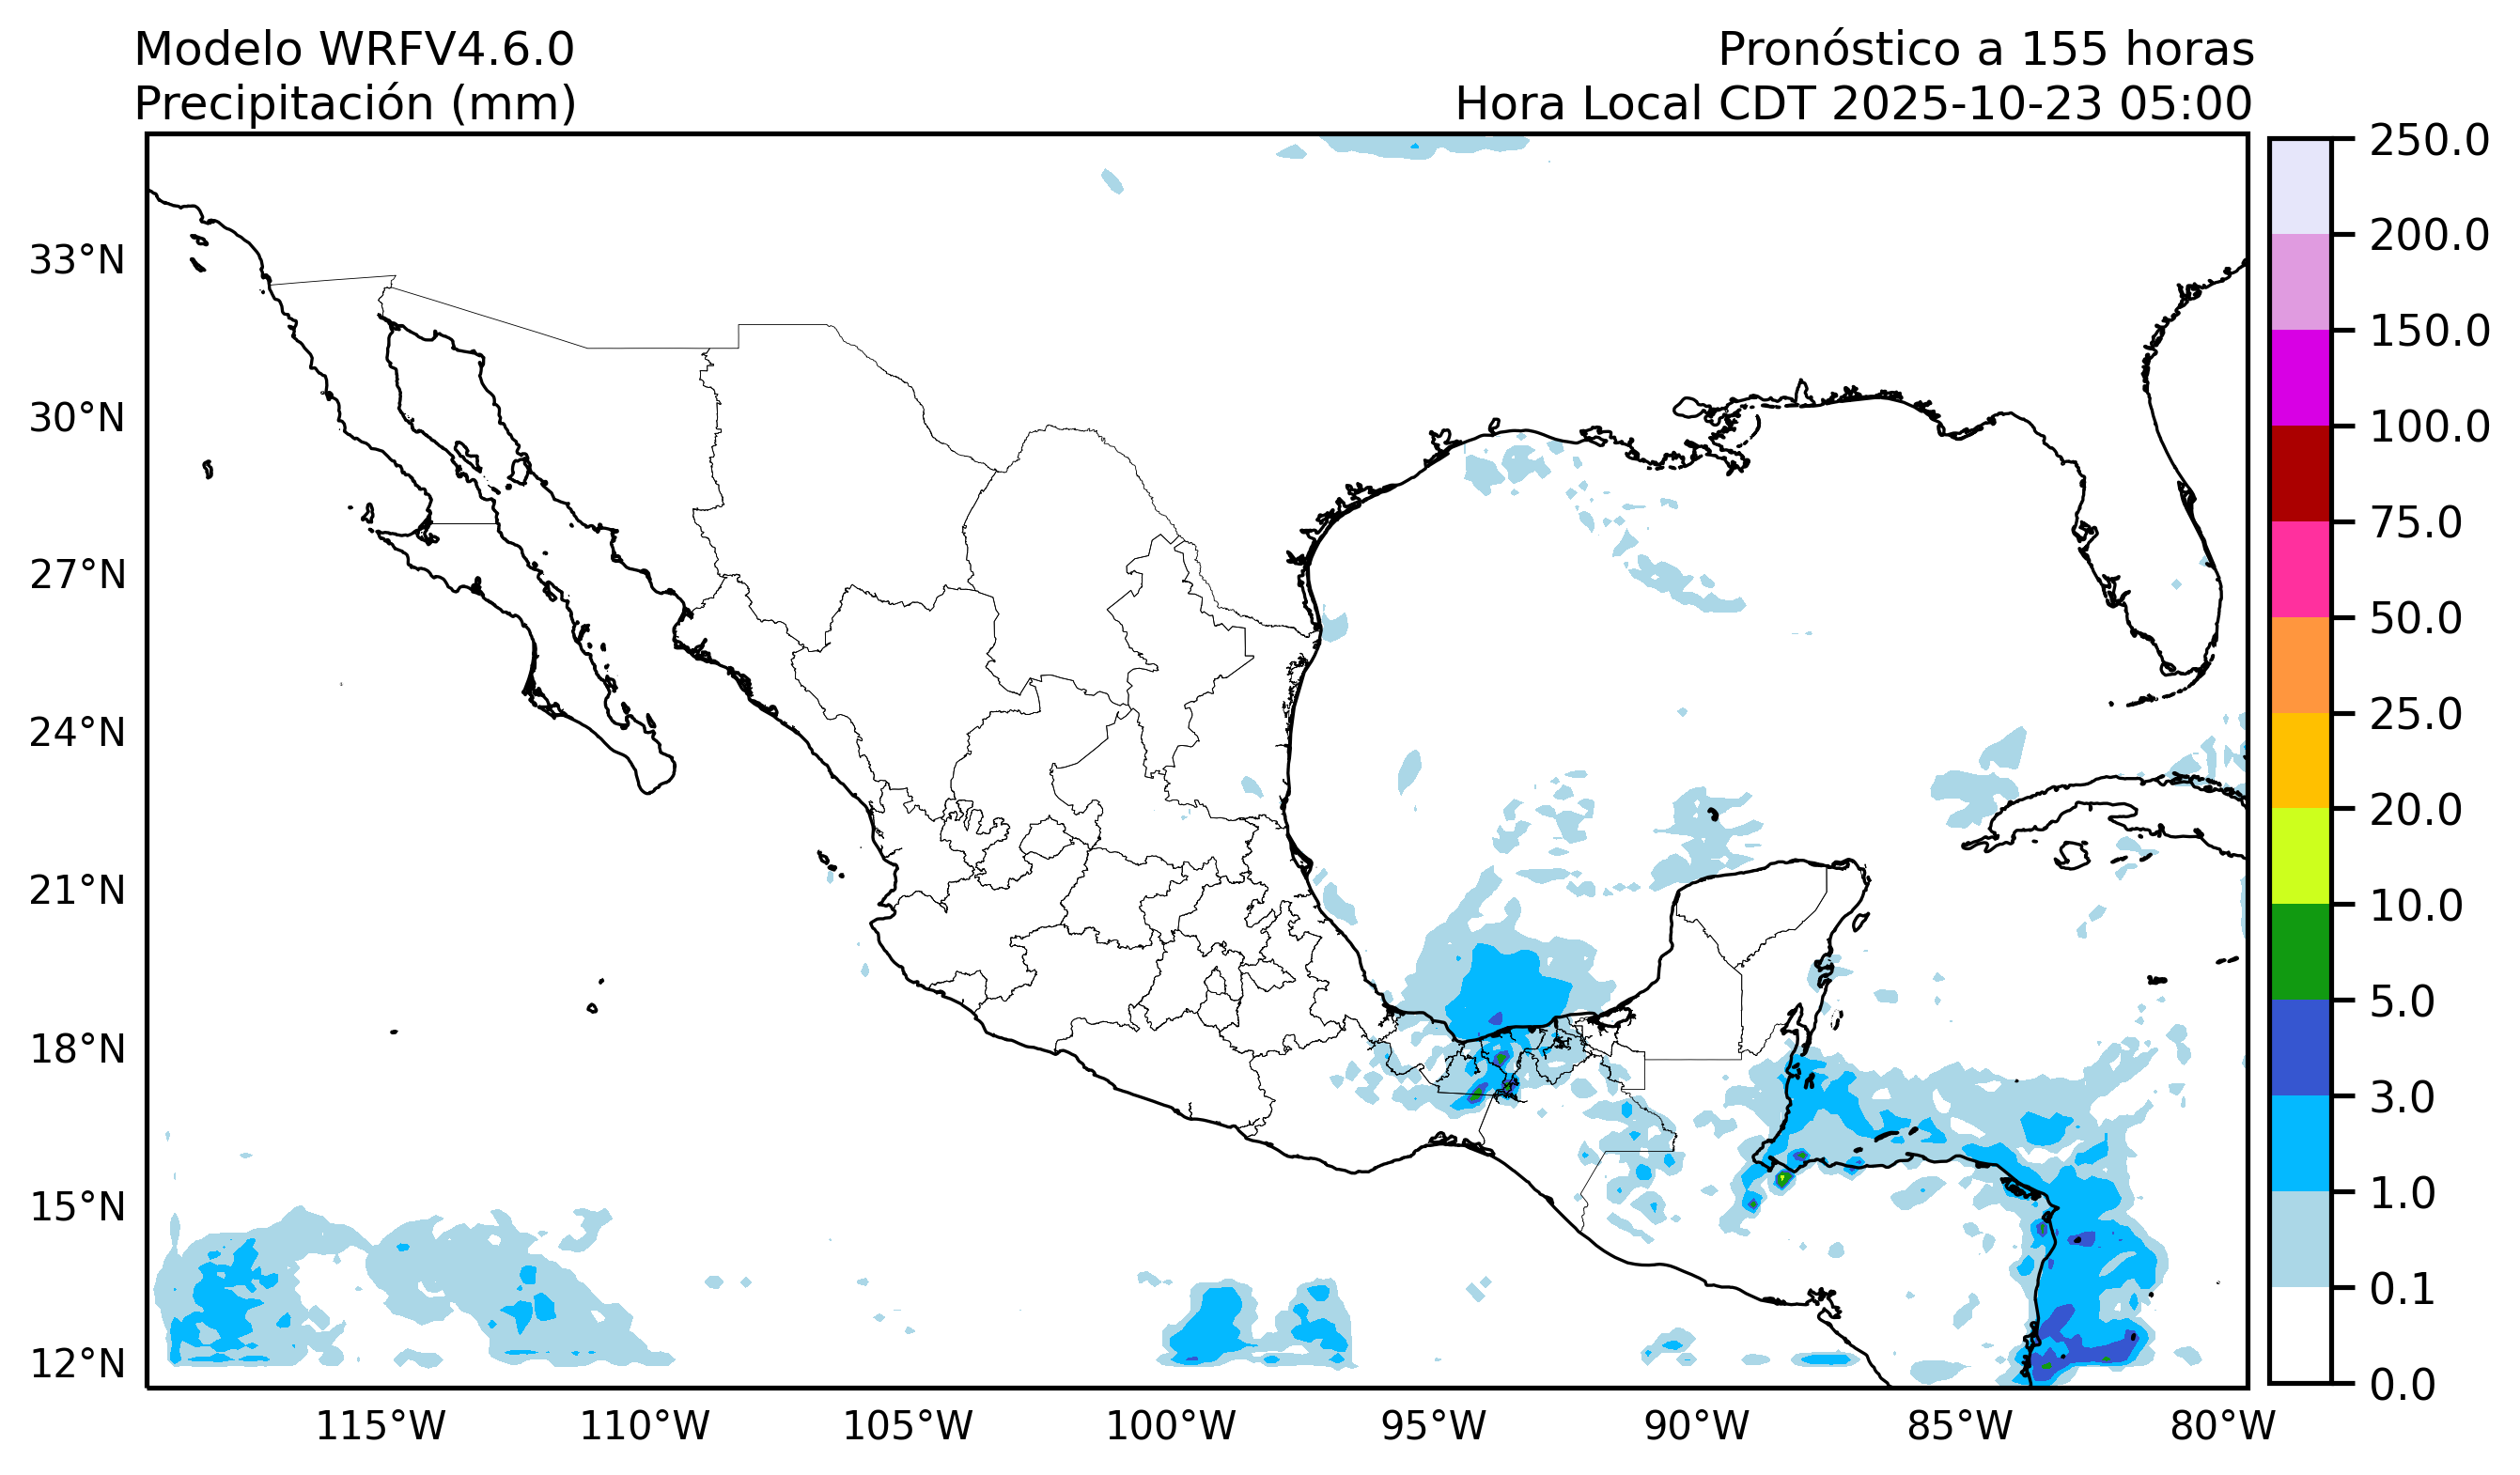 Modelo WRFV4.6.0
Precipitación (mm)
Pronóstico a 155 horas
Hora Local CDT 2025-10-23 05:00
33°N
30°N
27°N
24°N
21°N
18°N
15°N
12°N
115°W
110°W
105°W
100°W
95°W
90°W
85°W
80°W
250.0
200.0
150.0
100.0
75.0
50.0
25.0
20.0
10.0
5.0
3.0
1.0
0.1
0.0